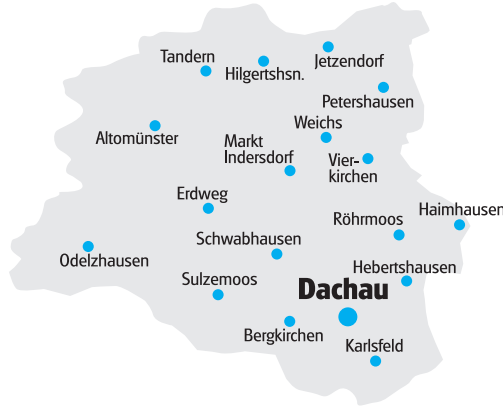 Tandern
Hilgertshsn.
Jetzendorf
Petershausen
Altomünster
Weichs
Markt
Indersdorf
Vier-
kirchen
Erdweg
Röhrmoos
Haimhausen
Schwabhausen
Odelzhausen
Sulzemoos
Hebertshausen
Dachau
Bergkirchen
Karlsfeld